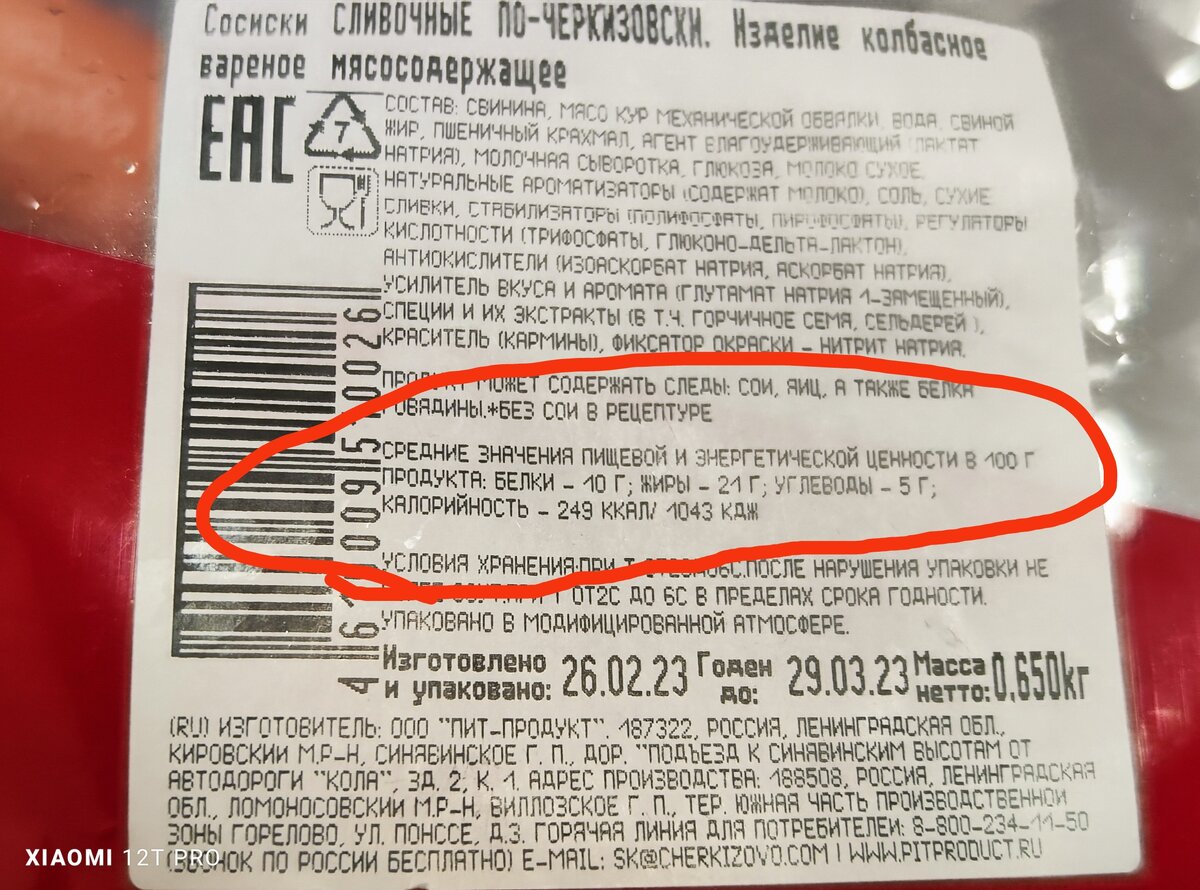 Сосиски СЛИВОЧНЫЕ ПО-ЧЕРКИЗОВСКИ. Изделие колбасное
вареное мясосодержащее
ЕАС
7
СОСТАВ: СВИНИНА, МЯСО КУР МЕХАНИЧЕСКОЙ ОБВАЛКИ, ВОДА, СВИНОЙ
ЖИР, ПШЕНИЧНЫЙ КРАХМАЛ, АГЕНТ ВЛАГОУДЕРЖИВАЮЩИЙ (ЛАКТАТ
НАТРИЯ), МОЛОЧНАЯ СЫВОРОТКА, ГЛЮКОЗА, МОЛОКО СУХОЕ,
НАТУРАЛЬНЫЕ АРОМАТИЗАТОРЫ (СОДЕРЖАТ МОЛОКО), СОЛЬ, СУХИЕ
СЛИВКИ, СТАБИЛИЗАТОРЫ (ПОЛИФОСФАТЫ, ПИРОФОСФАТЫ), РЕГУЛЯТОРЫ
КИСЛОТНОСТИ (ТРИФОСФАТЫ, ГЛЮКОНО-ДЕЛЬТА-ЛАКТОН),
АНТИОКИСЛИТЕЛИ (ИЗОАСКОРБАТ НАТРИЯ, АСКОРБАТ НАТРИЯ),
УСИЛИТЕЛЬ ВКУСА И АРОМАТА (ГЛУТАМАТ НАТРИЯ 1-ЗАМЕЩЕННЫЙ),
СПЕЦИИ И ИХ ЭКСТРАКТЫ (В Т.Ч. ГОРЧИЧНОЕ СЕМЯ, СЕЛЬДЕРЕЙ ),
КРАСИТЕЛЬ (КАРМИНЫ), ФИКСАТОР ОКРАСКИ - НИТРИТ НАТРИЯ.
ПРОДУКТ МОЖЕТ СОДЕРЖАТЬ СЛЕДЫ: СОИ, ЯИЦ, А ТАКЖЕ БЕЛКА
ГОВЯДИНЫ.*БЕЗ СОИ В РЕЦЕПТУРЕ
СРЕДНИЕ ЗНАЧЕНИЯ ПИЩЕВОЙ И ЭНЕРГЕТИЧЕСКОЙ ЦЕННОСТИ В 100 Г
ПРОДУКТА: БЕЛКИ - 10 Г; ЖИРЫ - 21 Г; УГЛЕВОДЫ - 5 Г;
КАЛОРИЙНОСТЬ - 249 ККАЛ/ 1043 КДЖ
УСЛОВИЯ ХРАНЕНИЯ:ПРИ Т ПОСЛЕ НАРУШЕНИЯ УПАКОВКИ НЕ
ОТ2С ДО 6С В ПРЕДЕЛАХ СРОКА ГОДНОСТИ.
УПАКОВАНО В МОДИФИЦИРОВАННОЙ АТМОСФЕРЕ.
Изготовлено
и упаковано: 26.02.23 Годен до: 29.03.23 Масса нетто: 0,650кг
(RU) ИЗГОТОВИТЕЛЬ: ООО "ПИТ-ПРОДУКТ". 187322, РОССИЯ, ЛЕНИНГРАДСКАЯ ОБЛ.,
КИРОВСКИЙ М.Р-Н, СИНЯВИНСКОЕ Г. П., ДОР. "ПОДЪЕЗД К СИНЯВИНСКИМ ВЫСОТАМ ОТ
АВТОДОРОГИ "КОЛА", ЗД. 2, К. 1. АДРЕС ПРОИЗВОДСТВА: 188508, РОССИЯ, ЛЕНИНГРАДСКАЯ
ОБЛ., ЛОМОНОСОВСКИЙ М.Р-Н, ВИЛЛОЗСКОЕ Г. П., ТЕР. ЮЖНАЯ ЧАСТЬ ПРОИЗВОДСТВЕННОЙ
ЗОНЫ ГОРЕЛОВО, УЛ. ПОНССЕ, Д.3. ГОРЯЧАЯ ЛИНИЯ ДЛЯ ПОТРЕБИТЕЛЕЙ: 8-800-234-11-50
(ЗВОНОК ПО РОССИИ БЕСПЛАТНО) E-MAIL: SK@CHERKIZOVO.COM | WWW.PITPRODUCT.RU
XIAOMI 12T PRO